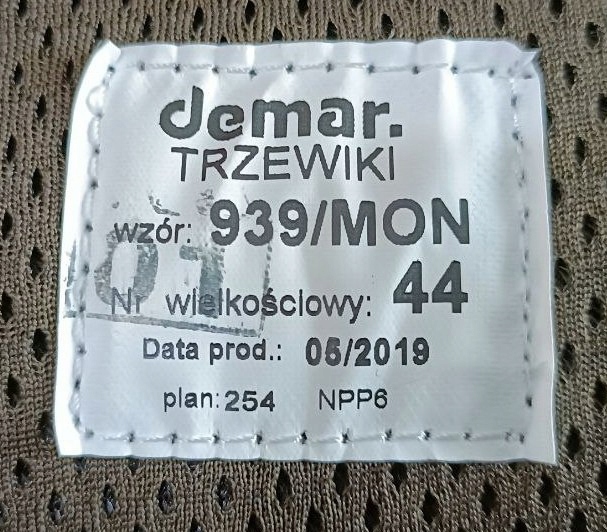 demar.
TRZEWIKI
wzór: 939/MON
Nr wielkościowy: 44
Data prod.: 05/2019
plan: 254 NPP6